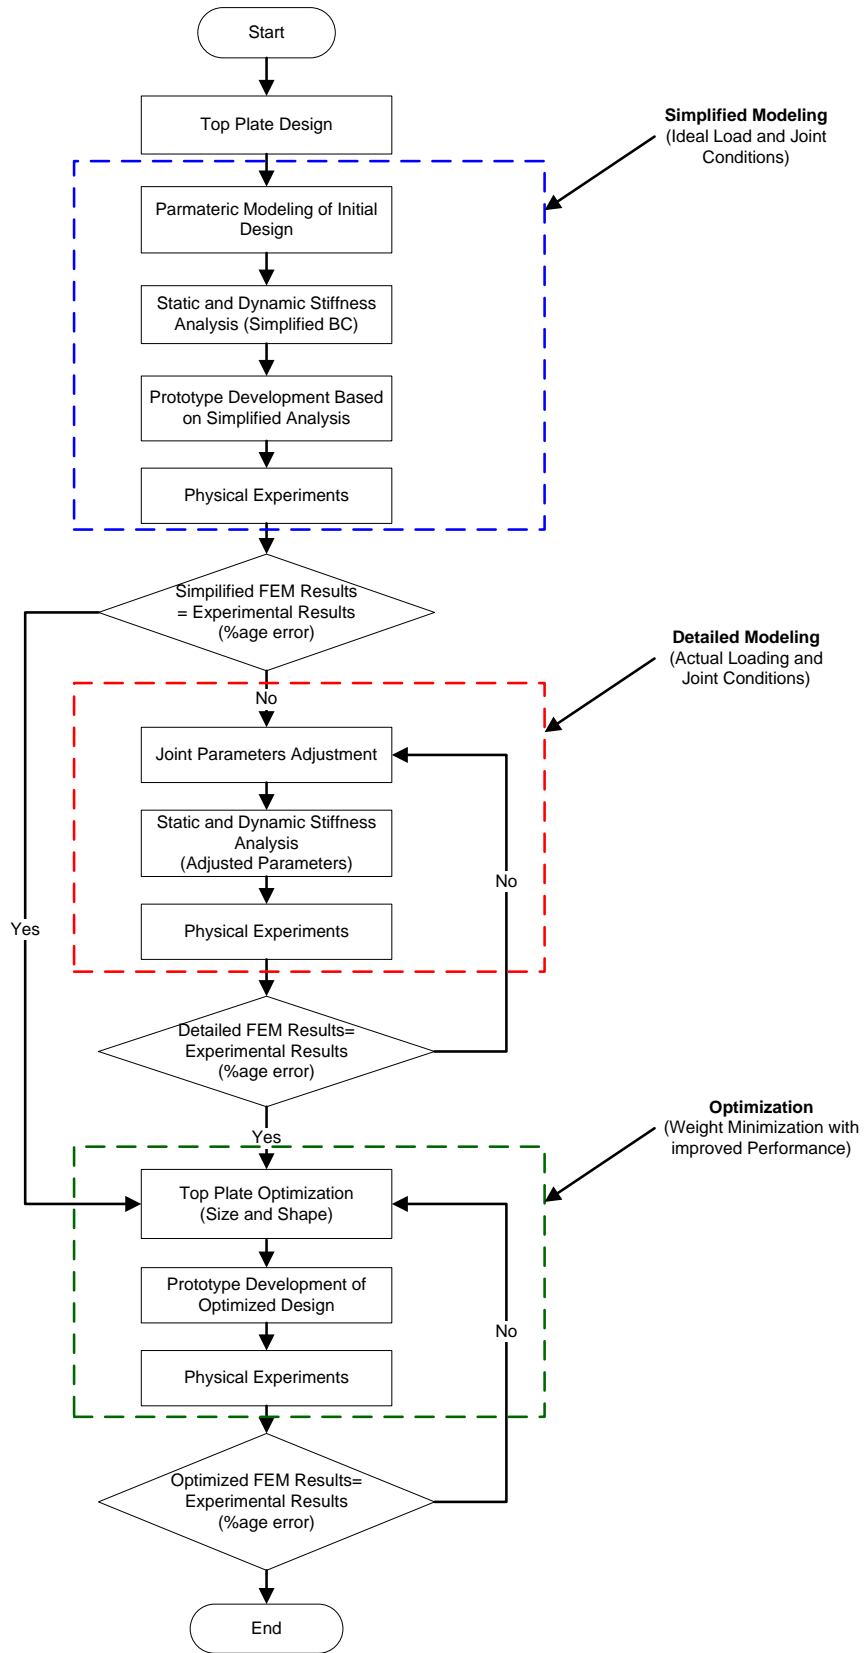 Start
Top Plate Design
Simplified Modeling
(Ideal Load and Joint
Conditions)
Parmateric Modeling of Initial
Design
Static and Dynamic Stiffness
Analysis (Simplified BC)
Prototype Development Based
on Simplified Analysis
Physical Experiments
Simpilified FEM Results
= Experimental Results
(%age error)
Detailed Modeling
(Actual Loading and
Joint Conditions)
No
Joint Parameters Adjustment
Static and Dynamic Stiffness
Analysis
(Adjusted Parameters)
No
Physical Experiments
Yes
Detailed FEM Results=
Experimental Results
(%age error)
Optimization
(Weight Minimization with
improved Performance)
Yes
Top Plate Optimization
(Size and Shape)
Prototype Development of
Optimized Design
No
Physical Experiments
Optimized FEM Results=
Experimental Results
(%age error)
End